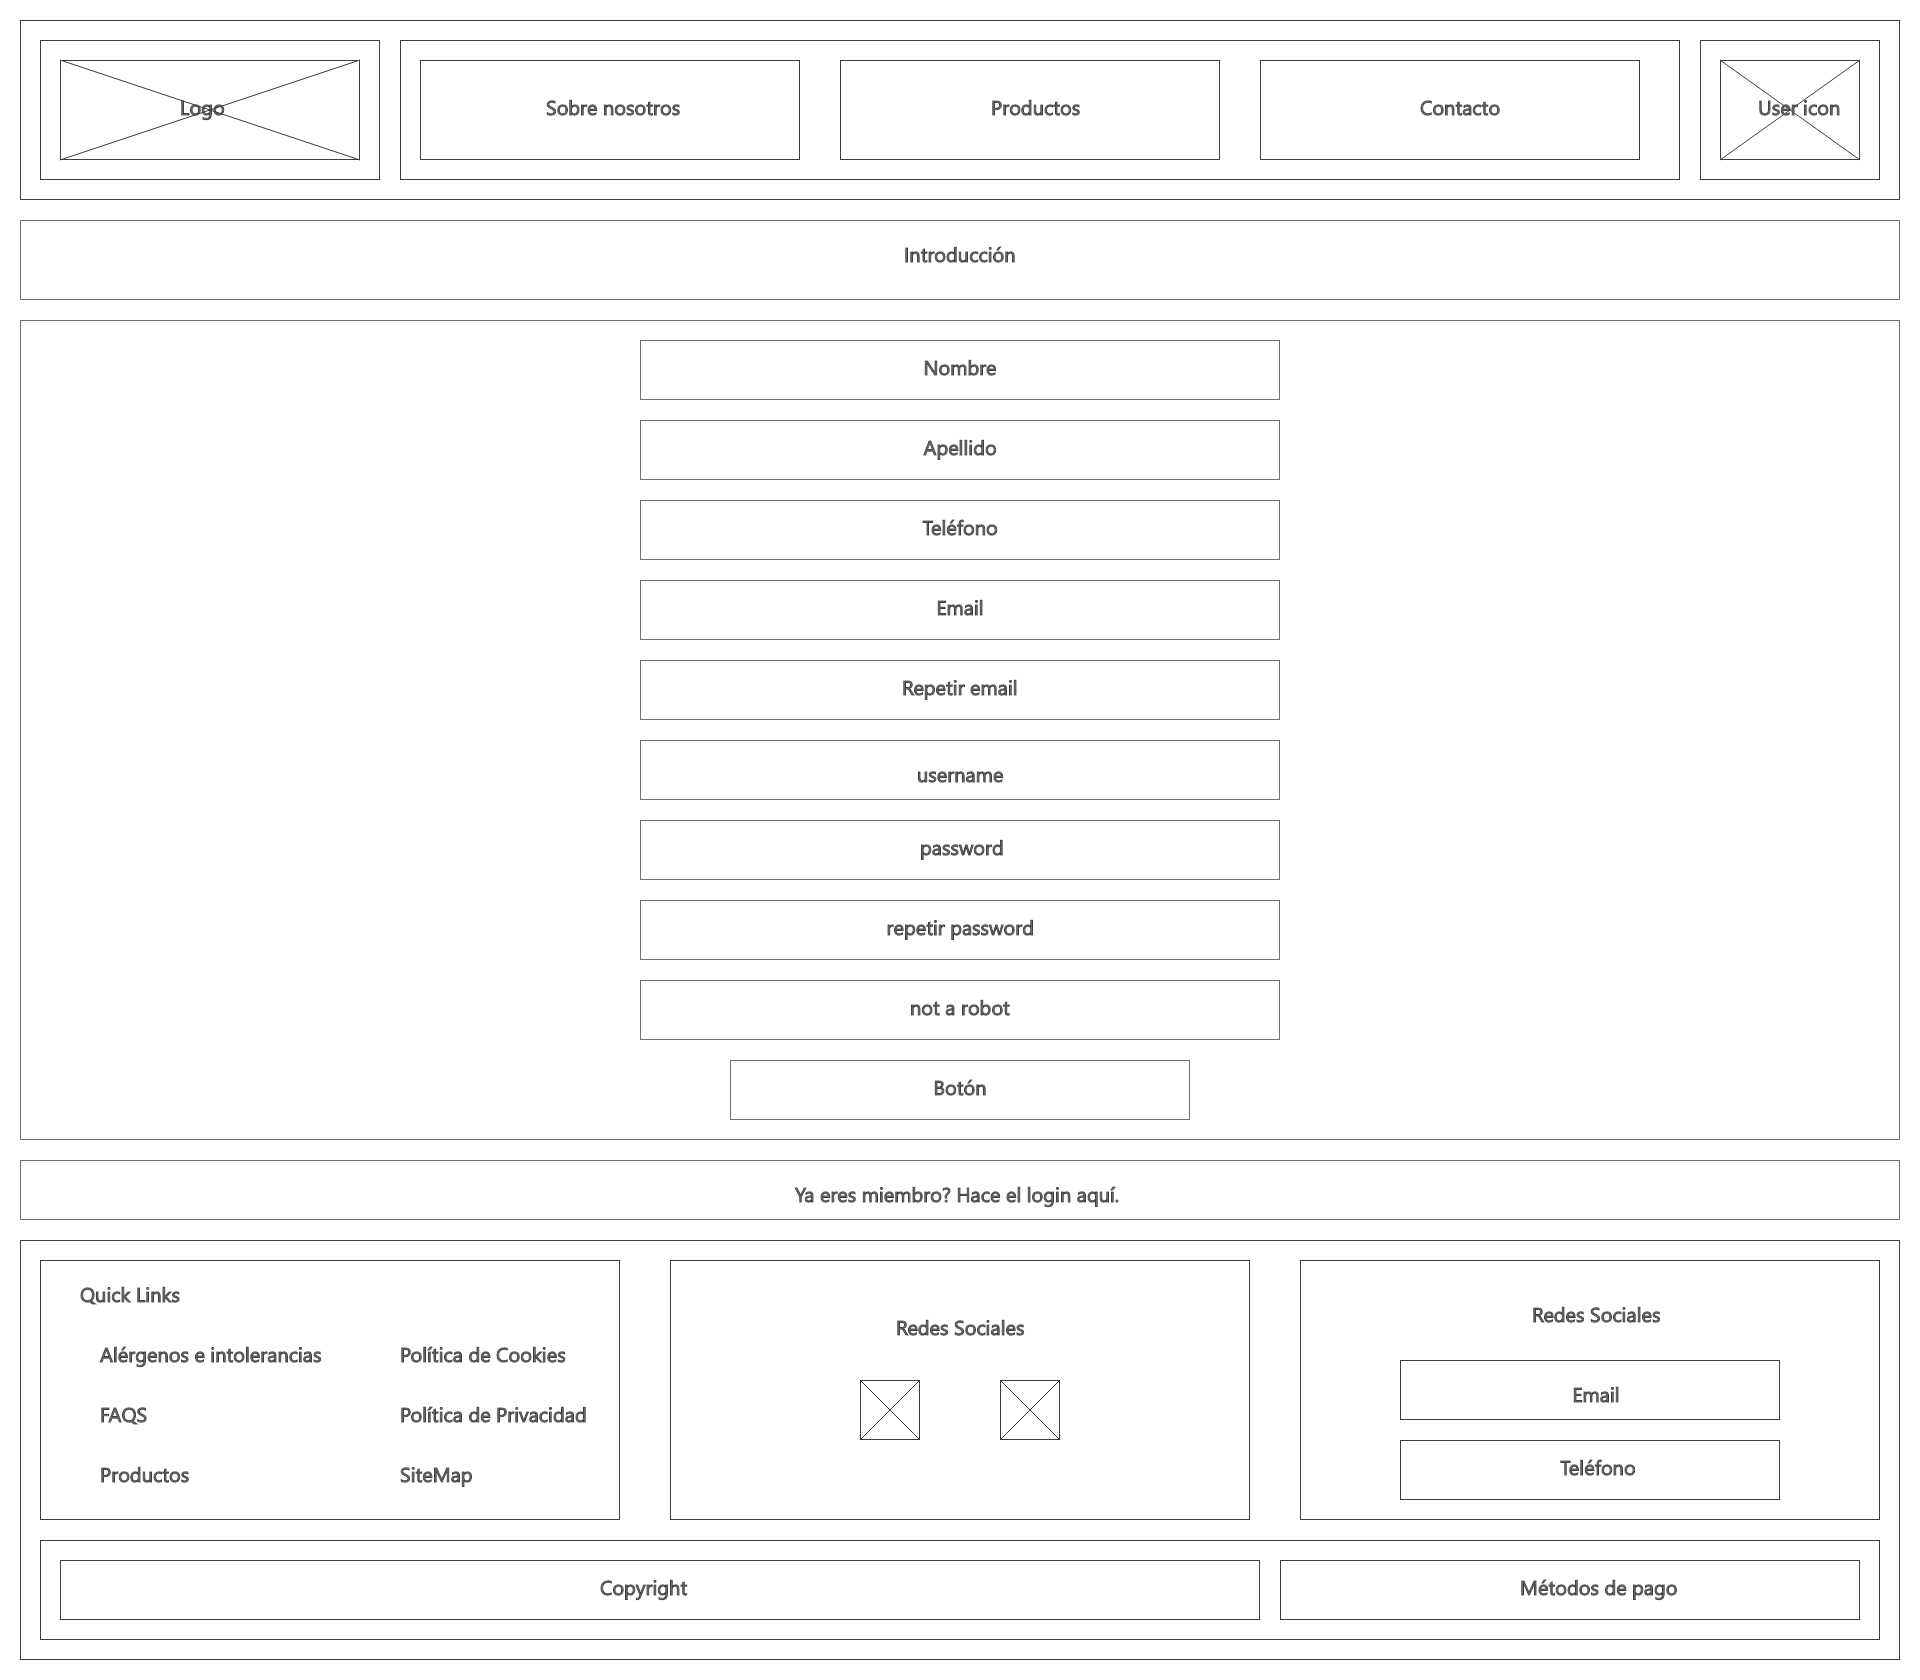 Logo
Sobre nosotros
Productos
Contacto
User icon
Introducción
Nombre
Apellido
Teléfono
Email
Repetir email
username
password
repetir password
not a robot
Botón
Ya eres miembro? Hace el login aquí.
Quick Links
Alérgenos e intolerancias
Política de Cookies
FAQS
Política de Privacidad
Productos
SiteMap
Redes Sociales
Redes Sociales
Email
Teléfono
Copyright
Métodos de pago